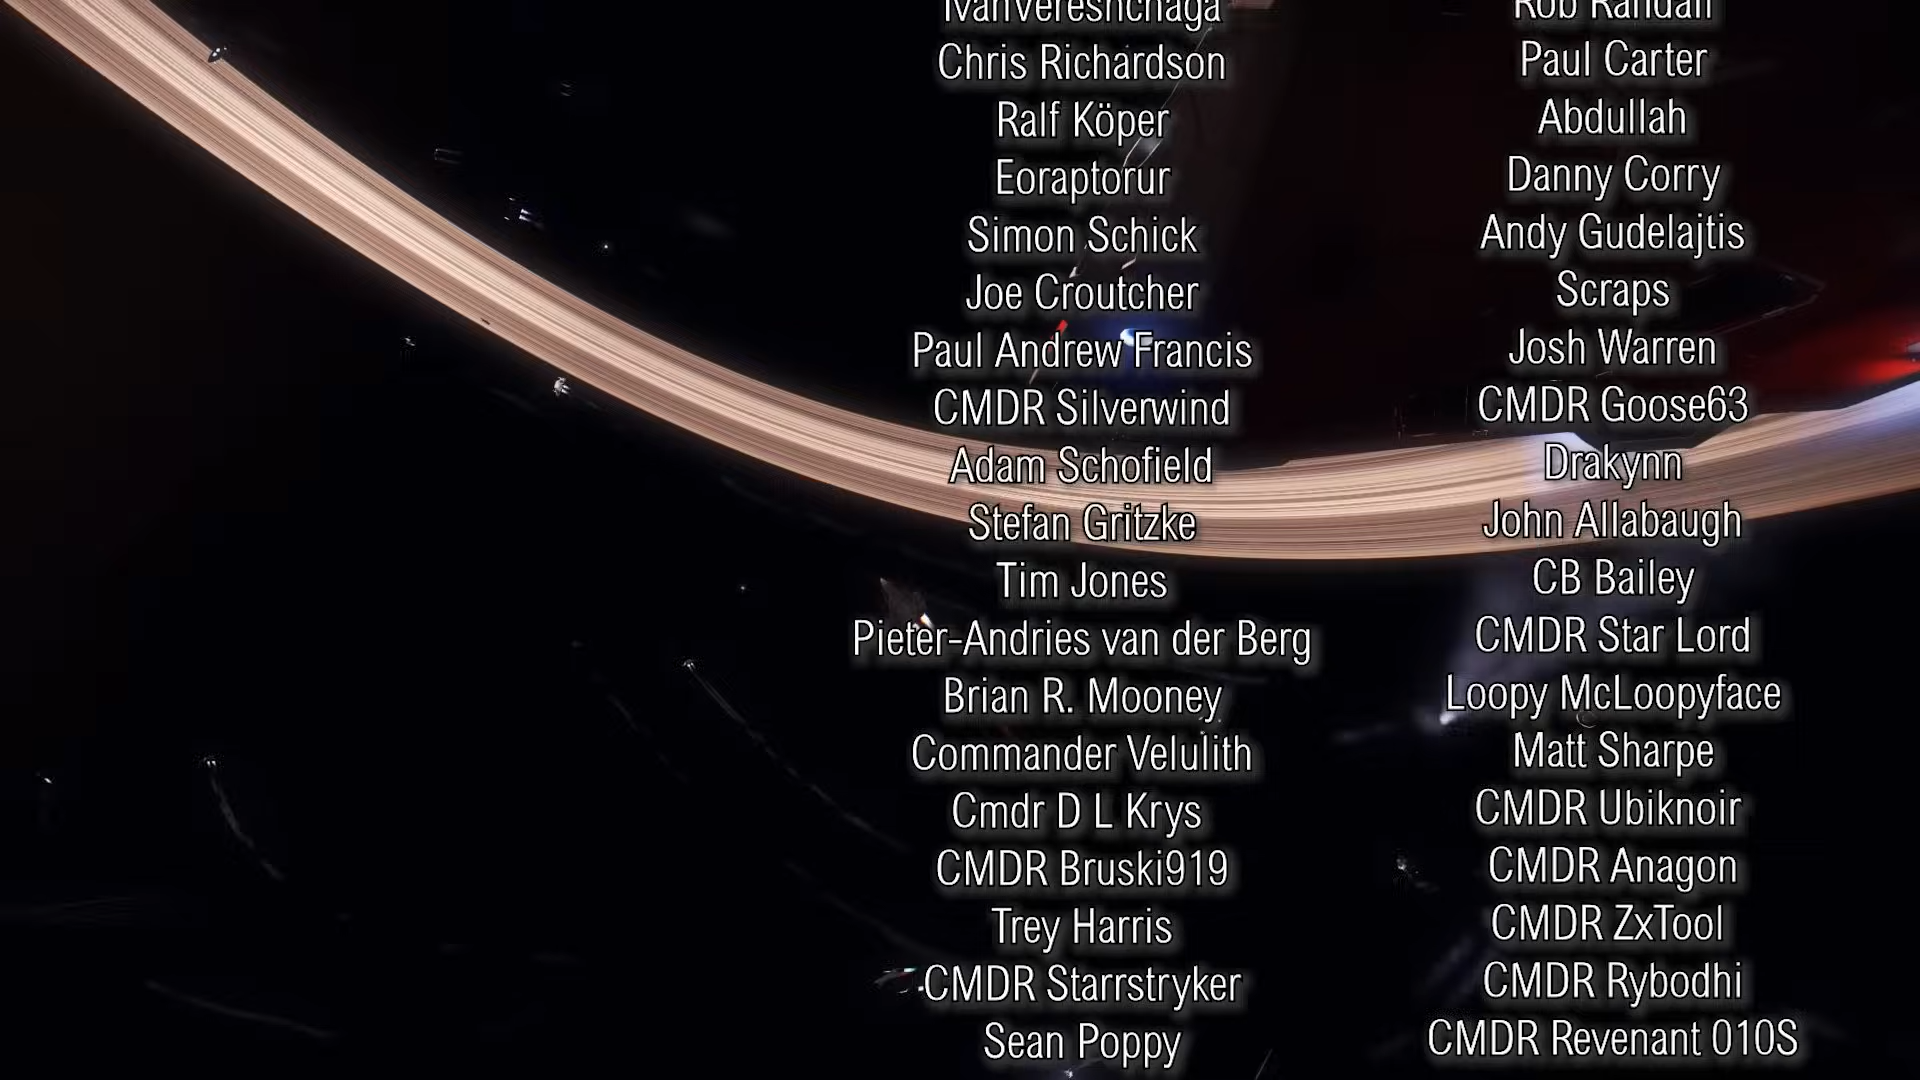 IvanVereshchaga
Chris Richardson
Ralf Köper
Eoraptorur
Simon Schick
Joe Croutcher
Paul Andrew Francis
CMDR Silverwind
Adam Schofield
Stefan Gritzke
Tim Jones
Pieter-Andries van der Berg
Brian R. Mooney
Commander Velulith
Cmdr D L Krys
CMDR Bruski919
Trey Harris
CMDR Starrstryker
Sean Poppy
Rob Randall
Paul Carter
Abdullah
Danny Corry
Andy Gudelajtis
Scraps
Josh Warren
CMDR Goose63
Drakynn
John Allabaugh
CB Bailey
CMDR Star Lord
Loopy McLoopyface
Matt Sharpe
CMDR Ubiknoir
CMDR Anagon
CMDR ZxTool
CMDR Rybodhi
CMDR Revenant 010S